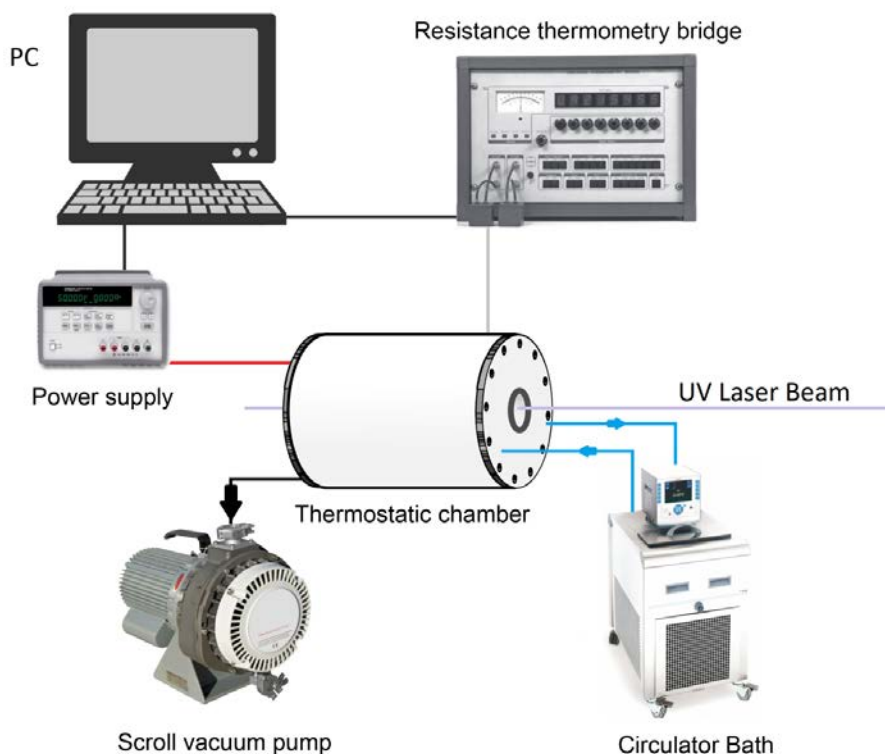 Resistance thermometry bridge
PC
Power supply
UV Laser Beam
Thermostatic chamber
Scroll vacuum pump
Circulator Bath